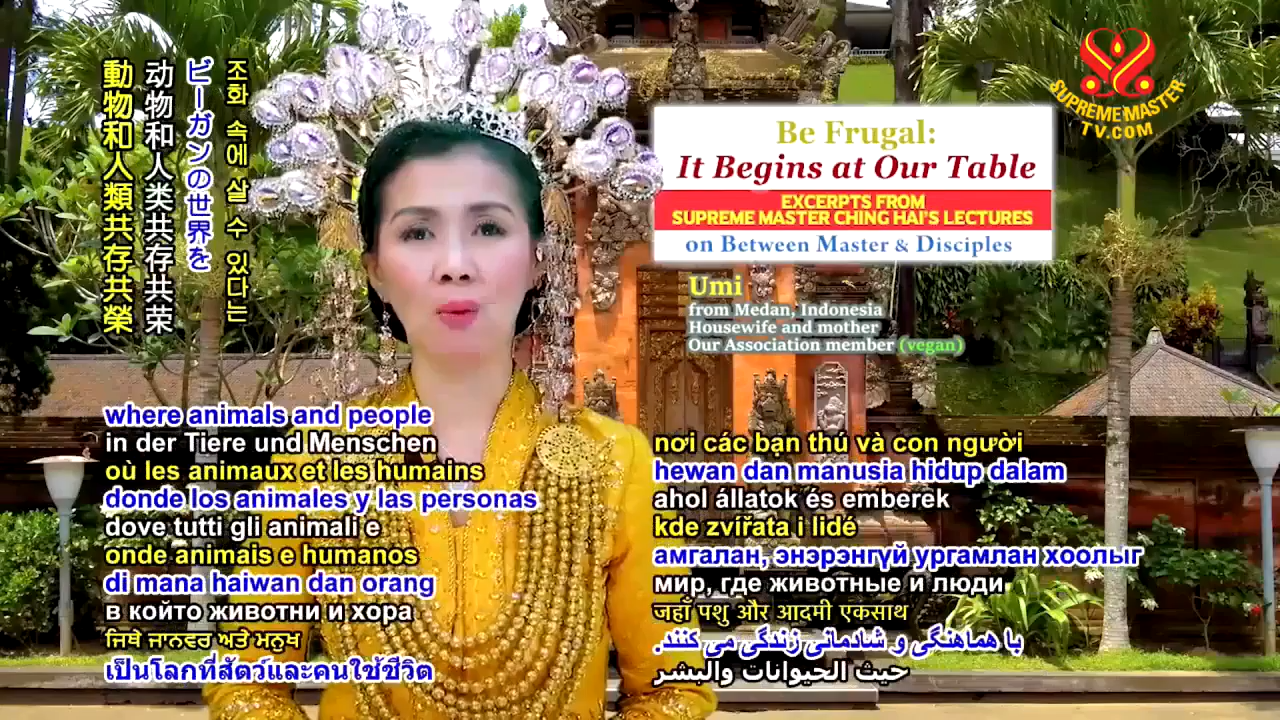 動物和人類共存共榮
动物和人类共存共荣
ビーガンの世界を
조화 속에 살 수 있다는
SUPREME MASTER
TV.COM
Be Frugal:
It Begins at Our Table
EXCERPTS FROM
SUPREME MASTER CHING HAI'S LECTURES
on Between Master & Disciples
Umi
from Medan, Indonesia
Housewife and mother
Our Association member (vegan)
where animals and people
in der Tiere und Menschen
où les animaux et les humains
donde los animales y las personas
dove tutti gli animali e
onde animais e humanos
di mana haiwan dan orang
в който животни и хора
ਜਿਥੇ ਜਾਨਵਰ ਅਤੇ ਮਨੁਖ
เป็นโลกที่สัตว์และคนใช้ชีวิต
nơi các bạn thú và con người
hewan dan manusia hidup dalam
ahol állatok és emberek
kde zvířata i lidé
амгалан, энэрэнгүй ургамлан хоолыг
мир, где животные и люди
जहाँ पशु और आदमी एकसाथ
با هماهنگی و شادمانی زندگی می کنند.
حيث الحيوانات والبشر